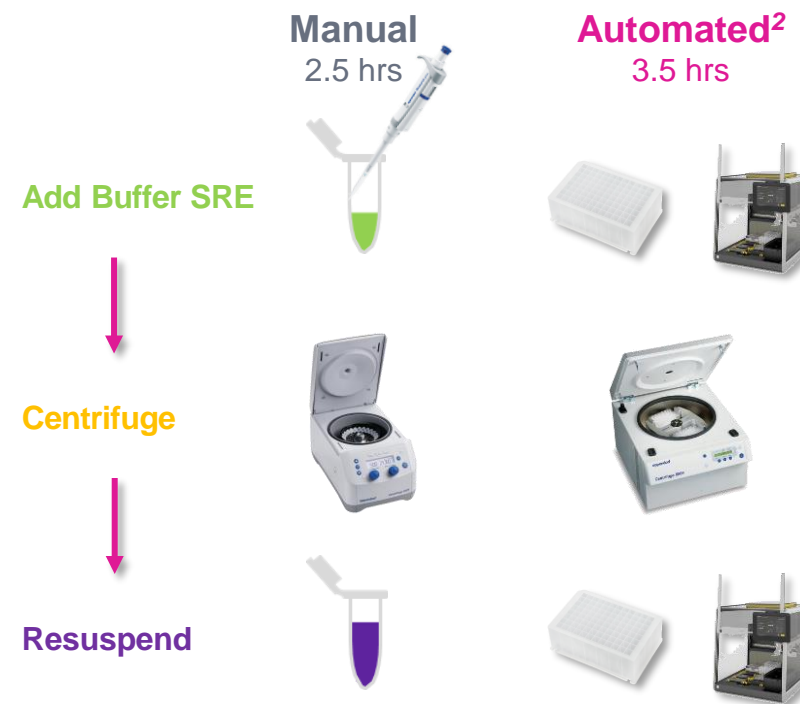 Manual
2.5 hrs
Automated²
3.5 hrs
Add Buffer SRE
Centrifuge
Resuspend